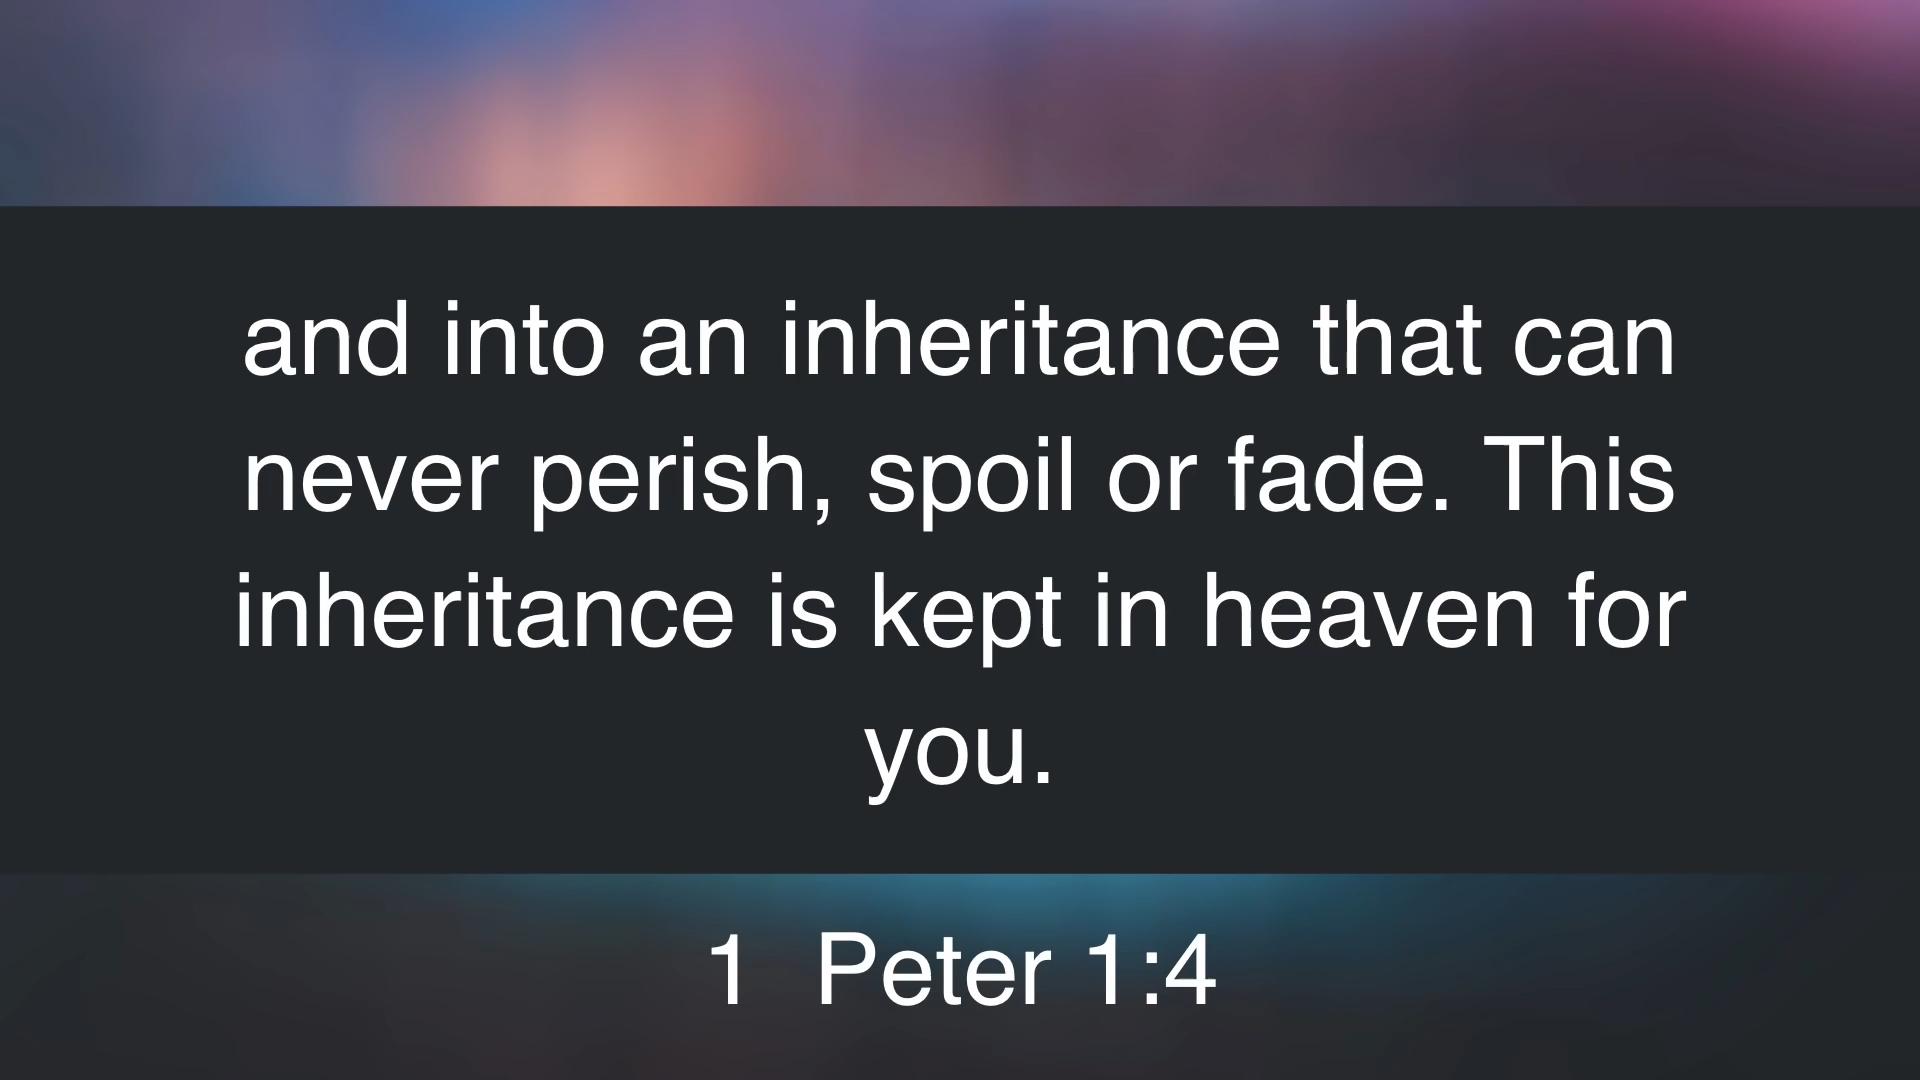 and into an inheritance that can
never perish, spoil or fade. This
inheritance is kept in heaven for
you.
1  Peter 1:4